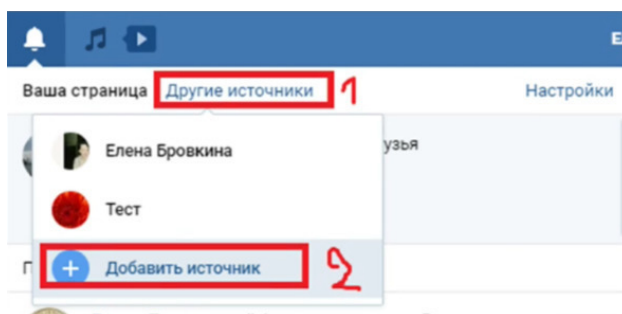 Ваша страница Другие источники 1 Настройки
Елена Бровкина
Тест
Добавить источник 2